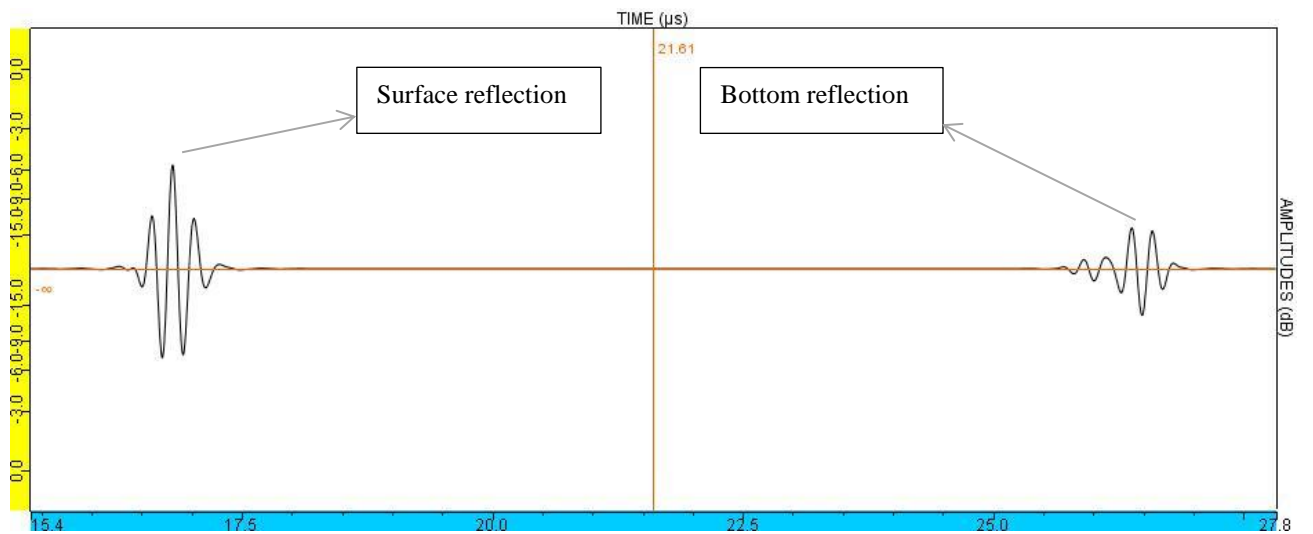 TIME (µs)
21.61
Surface reflection
Bottom reflection
0.0
-3.0
-6.0
-9.0
-15.0
-∞
-15.0
-9.0
-6.0
-3.0
0.0
AMPLITUDES (dB)
15.4 17.5 20.0 22.5 25.0 27.8